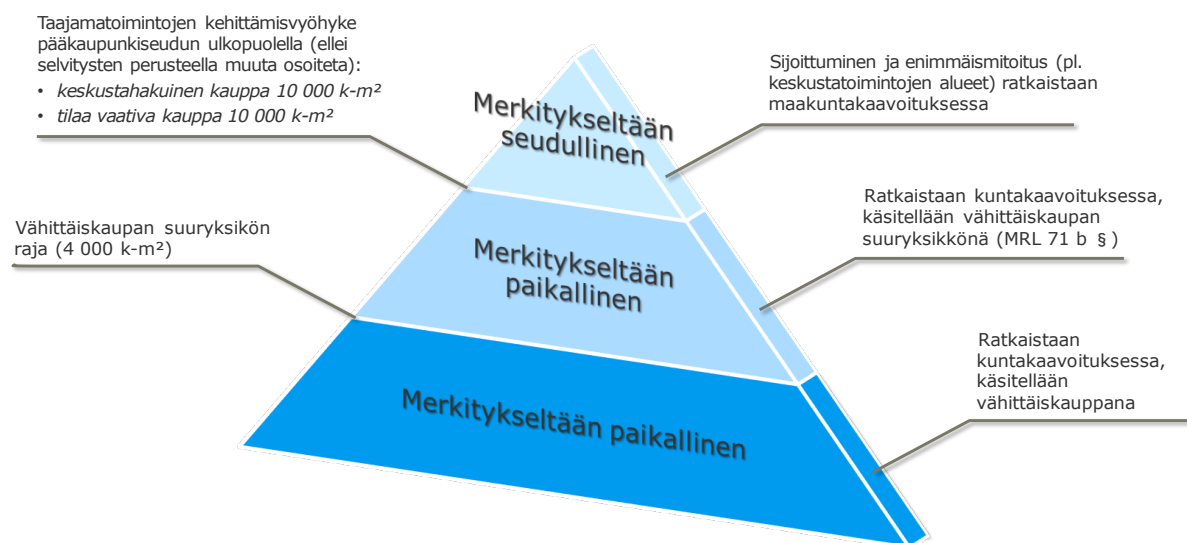 Taajamatoimintojen kehittämisvyöhyke
pääkaupunkiseudun ulkopuolella (ellei
selvitysten perusteella muuta osoiteta):
• keskustahakuinen kauppa 10 000 k-m²
• tilaa vaativa kauppa 10 000 k-m²
Sijoittuminen ja enimmäismitoitus (pl.
keskustatoimintojen alueet) ratkaistaan
maakuntakaavoituksessa
Merkitykseltään
seudullinen
Ratkaistaan kuntakaavoituksessa,
käsitellään vähittäiskaupan
suuryksikkönä (MRL 71 b §)
Vähittäiskaupan suuryksikön
raja (4 000 k-m²)
Merkitykseltään
paikallinen
Ratkaistaan
kuntakaavoituksessa,
käsitellään
vähittäiskauppana
Merkitykseltään paikallinen